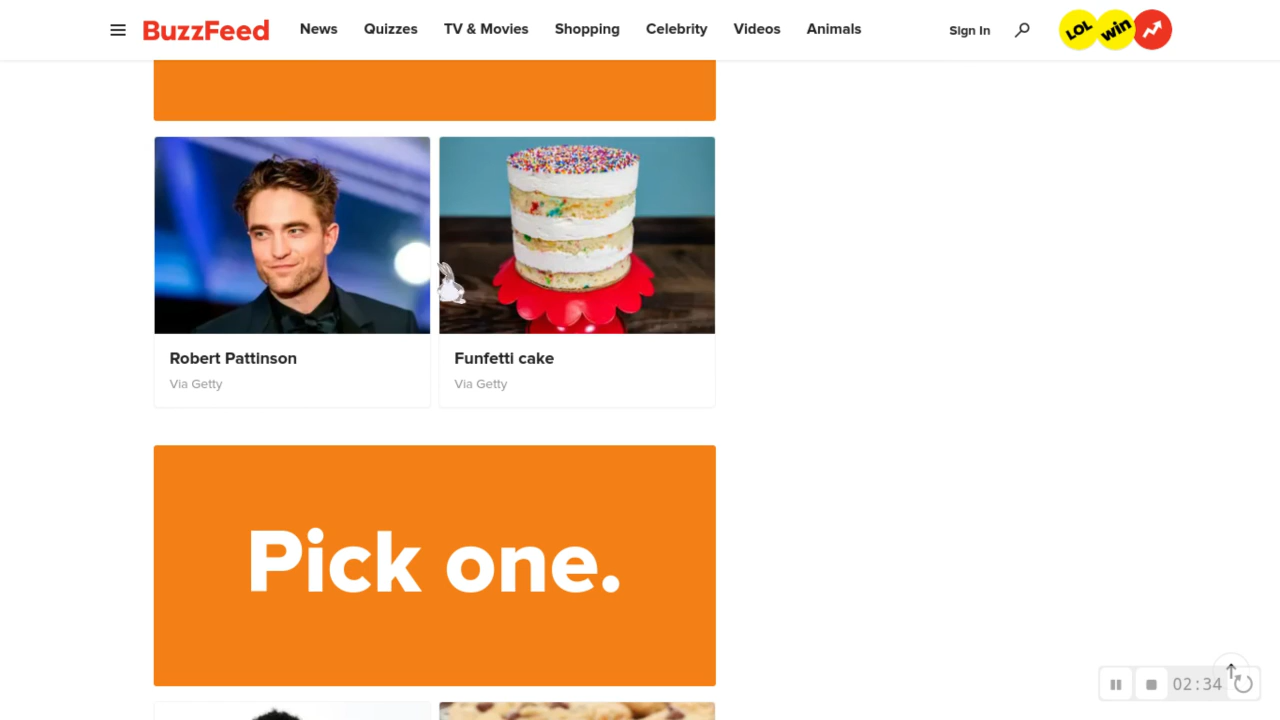 BuzzFeed News Quizzes TV & Movies Shopping Celebrity Videos Animals Sign In LOL win
Robert Pattinson
Via Getty
Funfetti cake
Via Getty
Pick one.
02:34